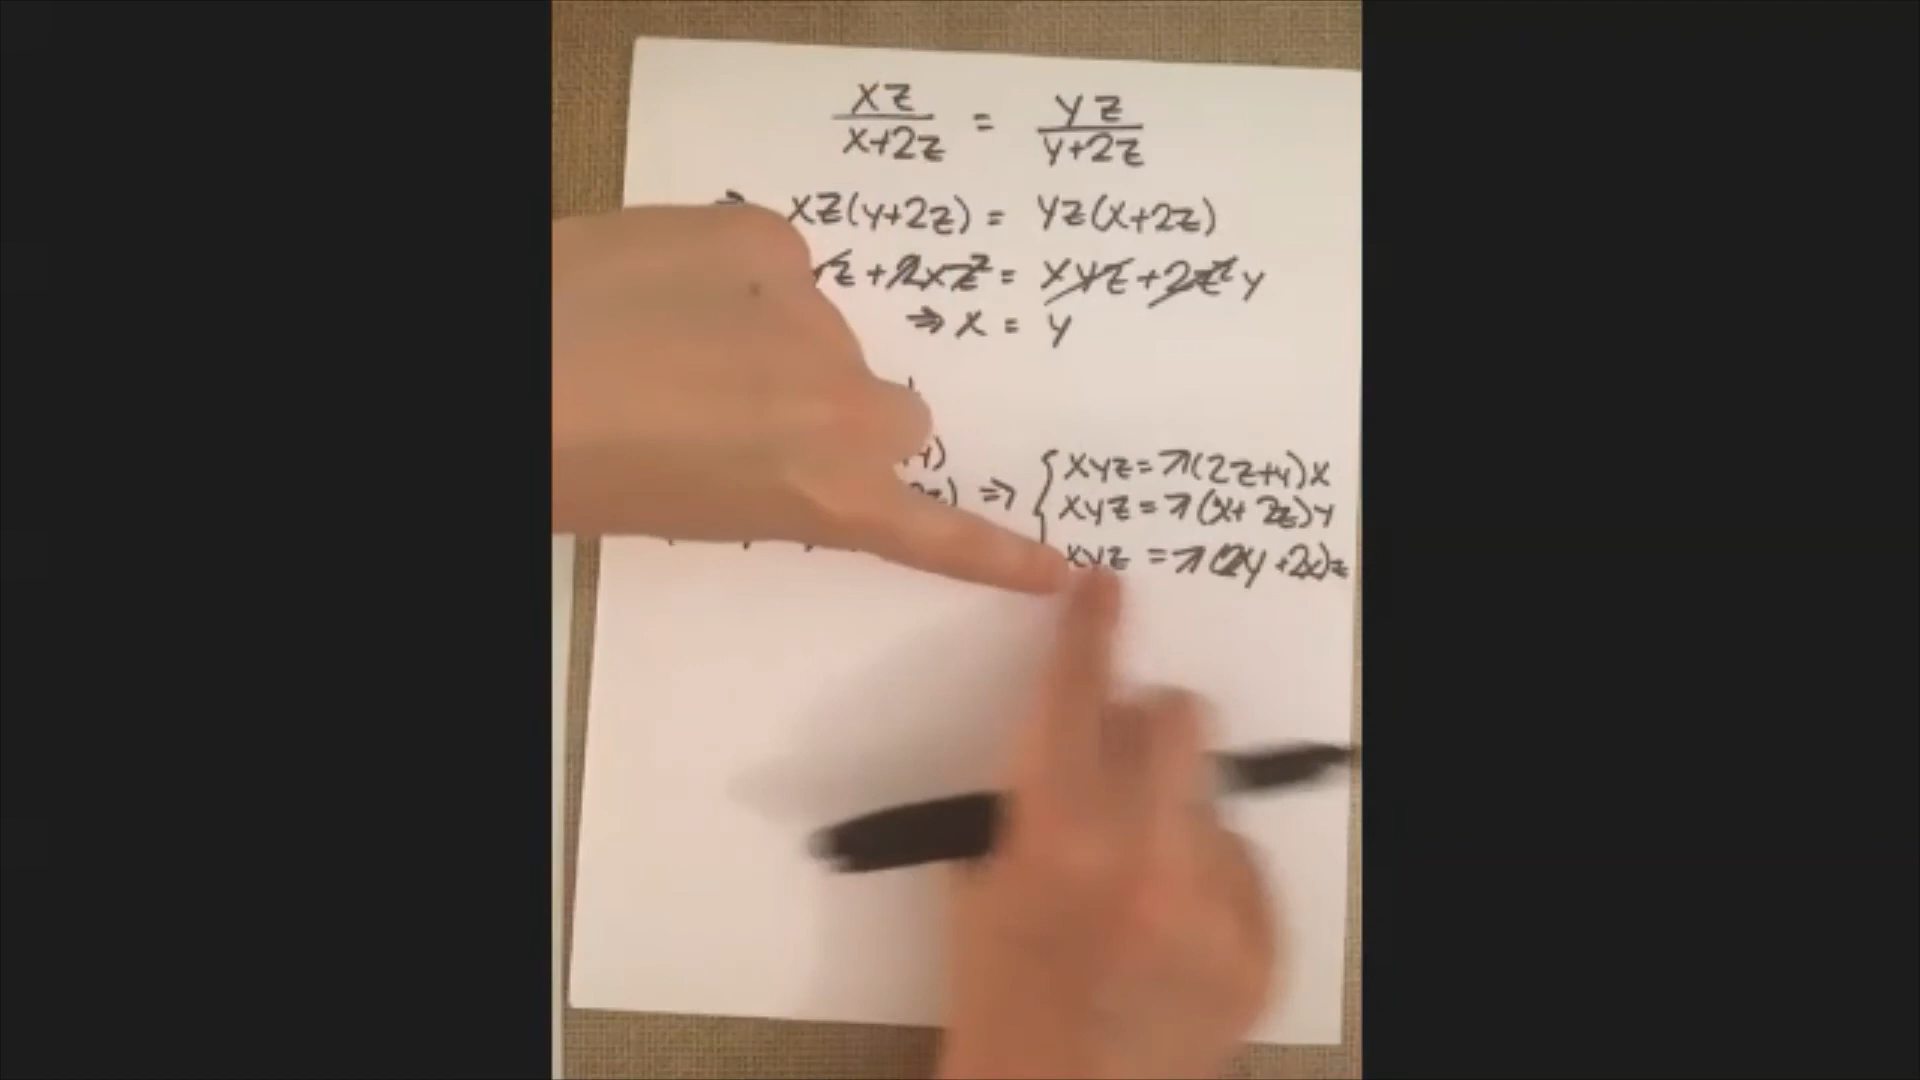 xz/(x+2z) = yz/(y+2z)
⇒ xz(y+2z) = yz(x+2z)
z + 2xz² = xyz + 2z²y
⇒ x = y
⇒ { xyz = λ(2z+y)x
xyz = λ(x+2z)y
xyz = λ(2y+2x)z